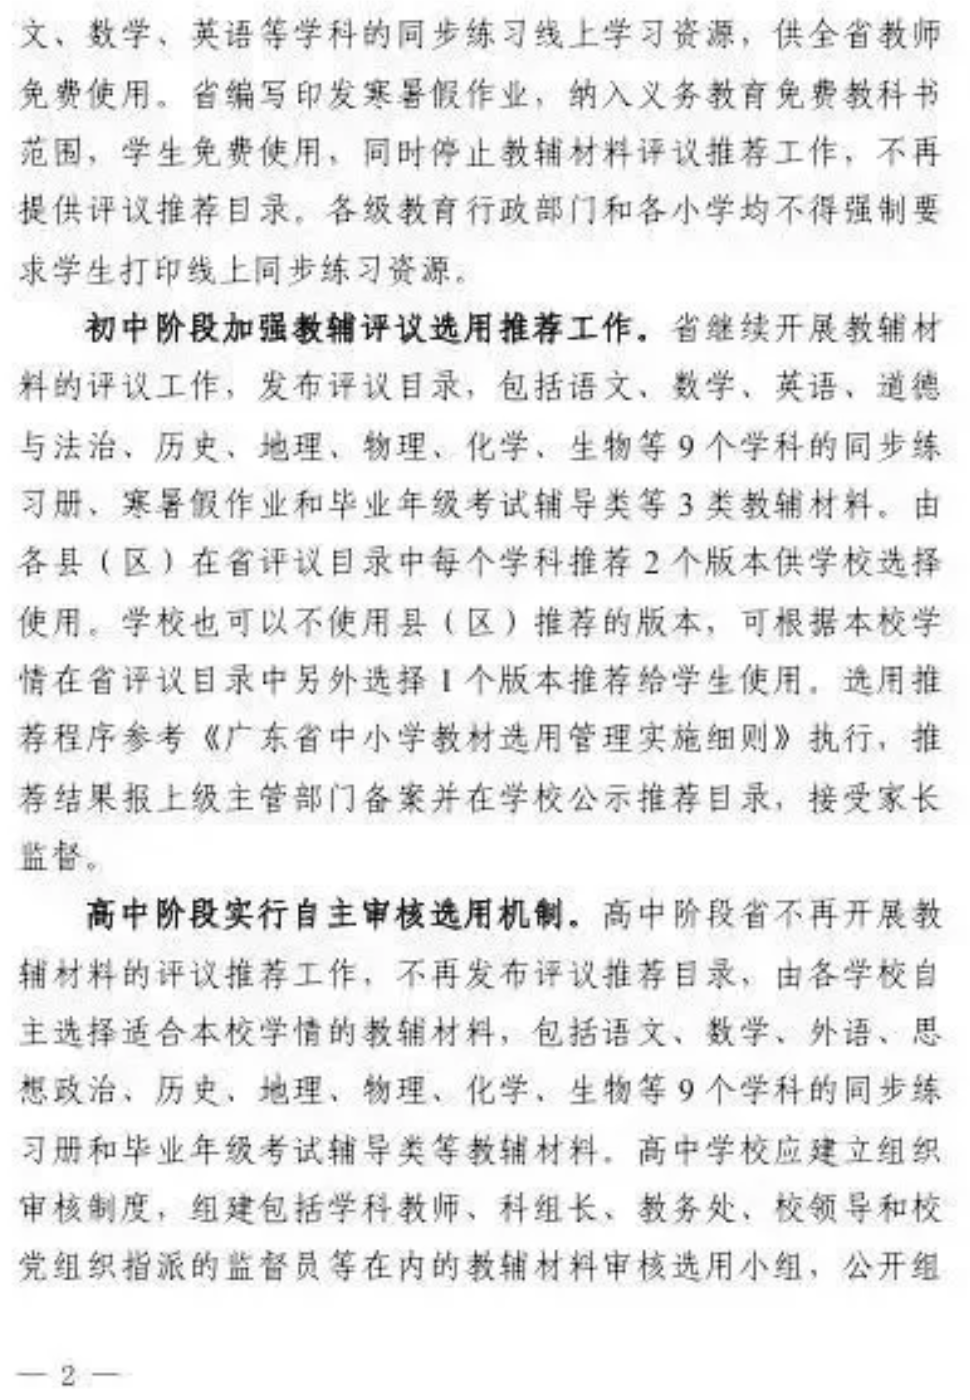 文、数学、英语等学科的同步练习线上学习资源，供全省教师
免费使用。省编写印发寒暑假作业，纳入义务教育免费教科书
范围，学生免费使用，同时停止教辅材料评议推荐工作，不再
提供评议推荐目录。各级教育行政部门和各小学均不得强制要
求学生打印线上同步练习资源。
初中阶段加强教辅评议选用推荐工作。省继续开展教辅材
料的评议工作，发布评议目录，包括语文、数学、英语、道德
与法治、历史、地理、物理、化学、生物等 9 个学科的同步练
习册、寒暑假作业和毕业年级考试辅导类等 3 类教辅材料。由
各县（区）在省评议目录中每个学科推荐 2 个版本供学校选择
使用。学校也可以不使用县（区）推荐的版本，可根据本校学
情在省评议目录中另外选择 1 个版本推荐给学生使用。选用推
荐程序参考《广东省中小学教材选用管理实施细则》执行，推
荐结果报上级主管部门备案并在学校公示推荐目录，接受家长
监督。
高中阶段实行自主审核选用机制。高中阶段省不再开展教
辅材料的评议推荐工作，不再发布评议推荐目录，由各学校自
主选择适合本校学情的教辅材料，包括语文、数学、外语、思
想政治、历史、地理、物理、化学、生物等 9 个学科的同步练
习册和毕业年级考试辅导类等教辅材料。高中学校应建立组织
审核制度，组建包括学科教师、科组长、教务处、校领导和校
党组织指派的监督员等在内的教辅材料审核选用小组，公开组
— 2 —